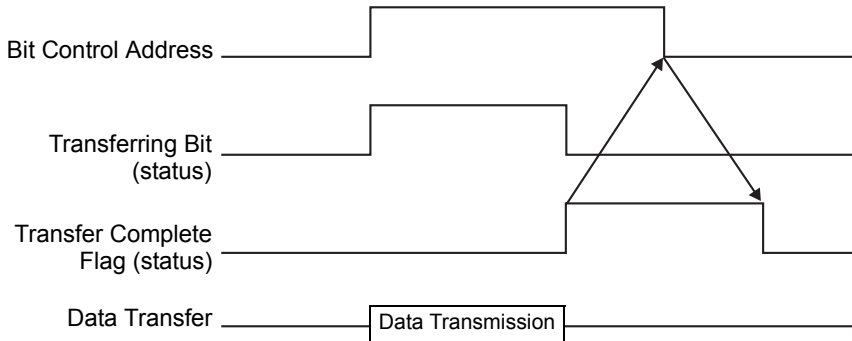 Bit Control Address
Transferring Bit
(status)
Transfer Complete
Flag (status)
Data Transfer
Data Transmission